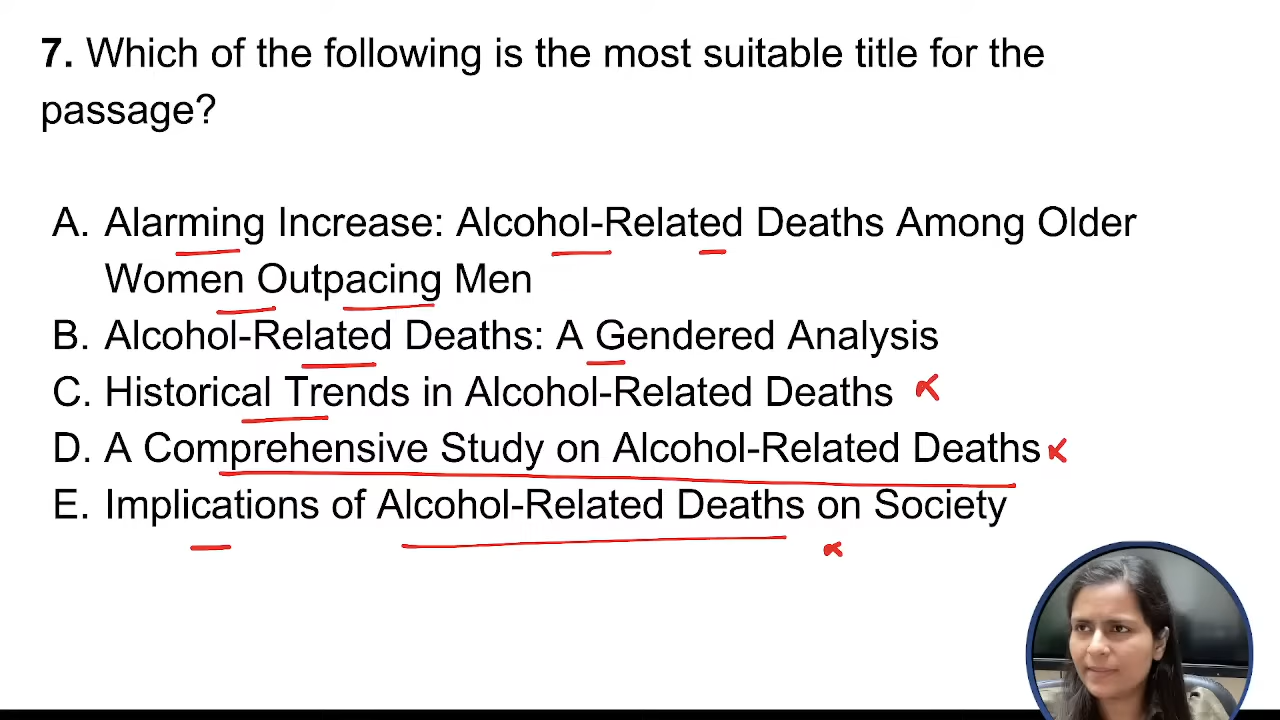 7. Which of the following is the most suitable title for the
passage?
A. Alarming Increase: Alcohol-Related Deaths Among Older
Women Outpacing Men
B. Alcohol-Related Deaths: A Gendered Analysis
C. Historical Trends in Alcohol-Related Deaths
D. A Comprehensive Study on Alcohol-Related Deaths
E. Implications of Alcohol-Related Deaths on Society